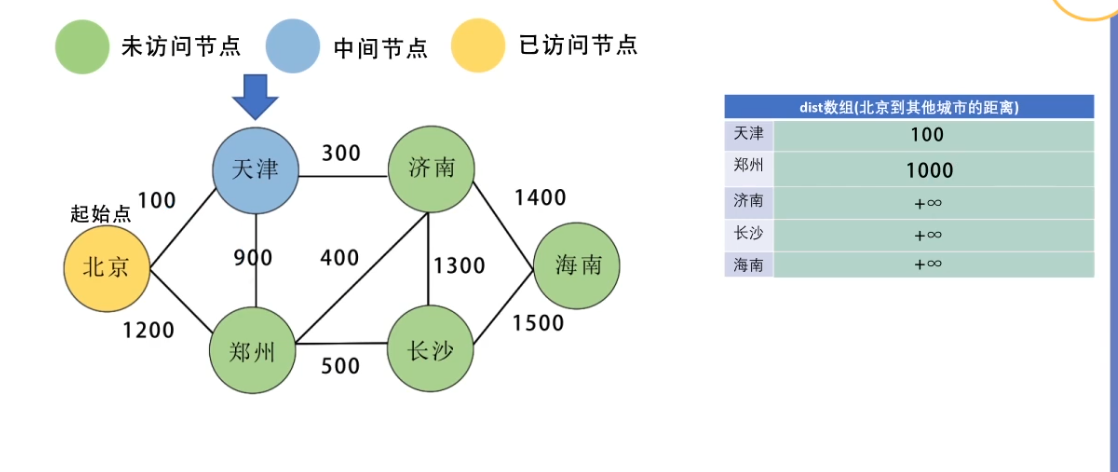 未访问节点 中间节点 已访问节点
dist数组(北京到其他城市的距离)
天津 100
郑州 1000
济南 +∞
长沙 +∞
海南 +∞
天津 300 济南
100 1400
起始点
北京 900 400 1300 海南
1200 1500
郑州 500 长沙